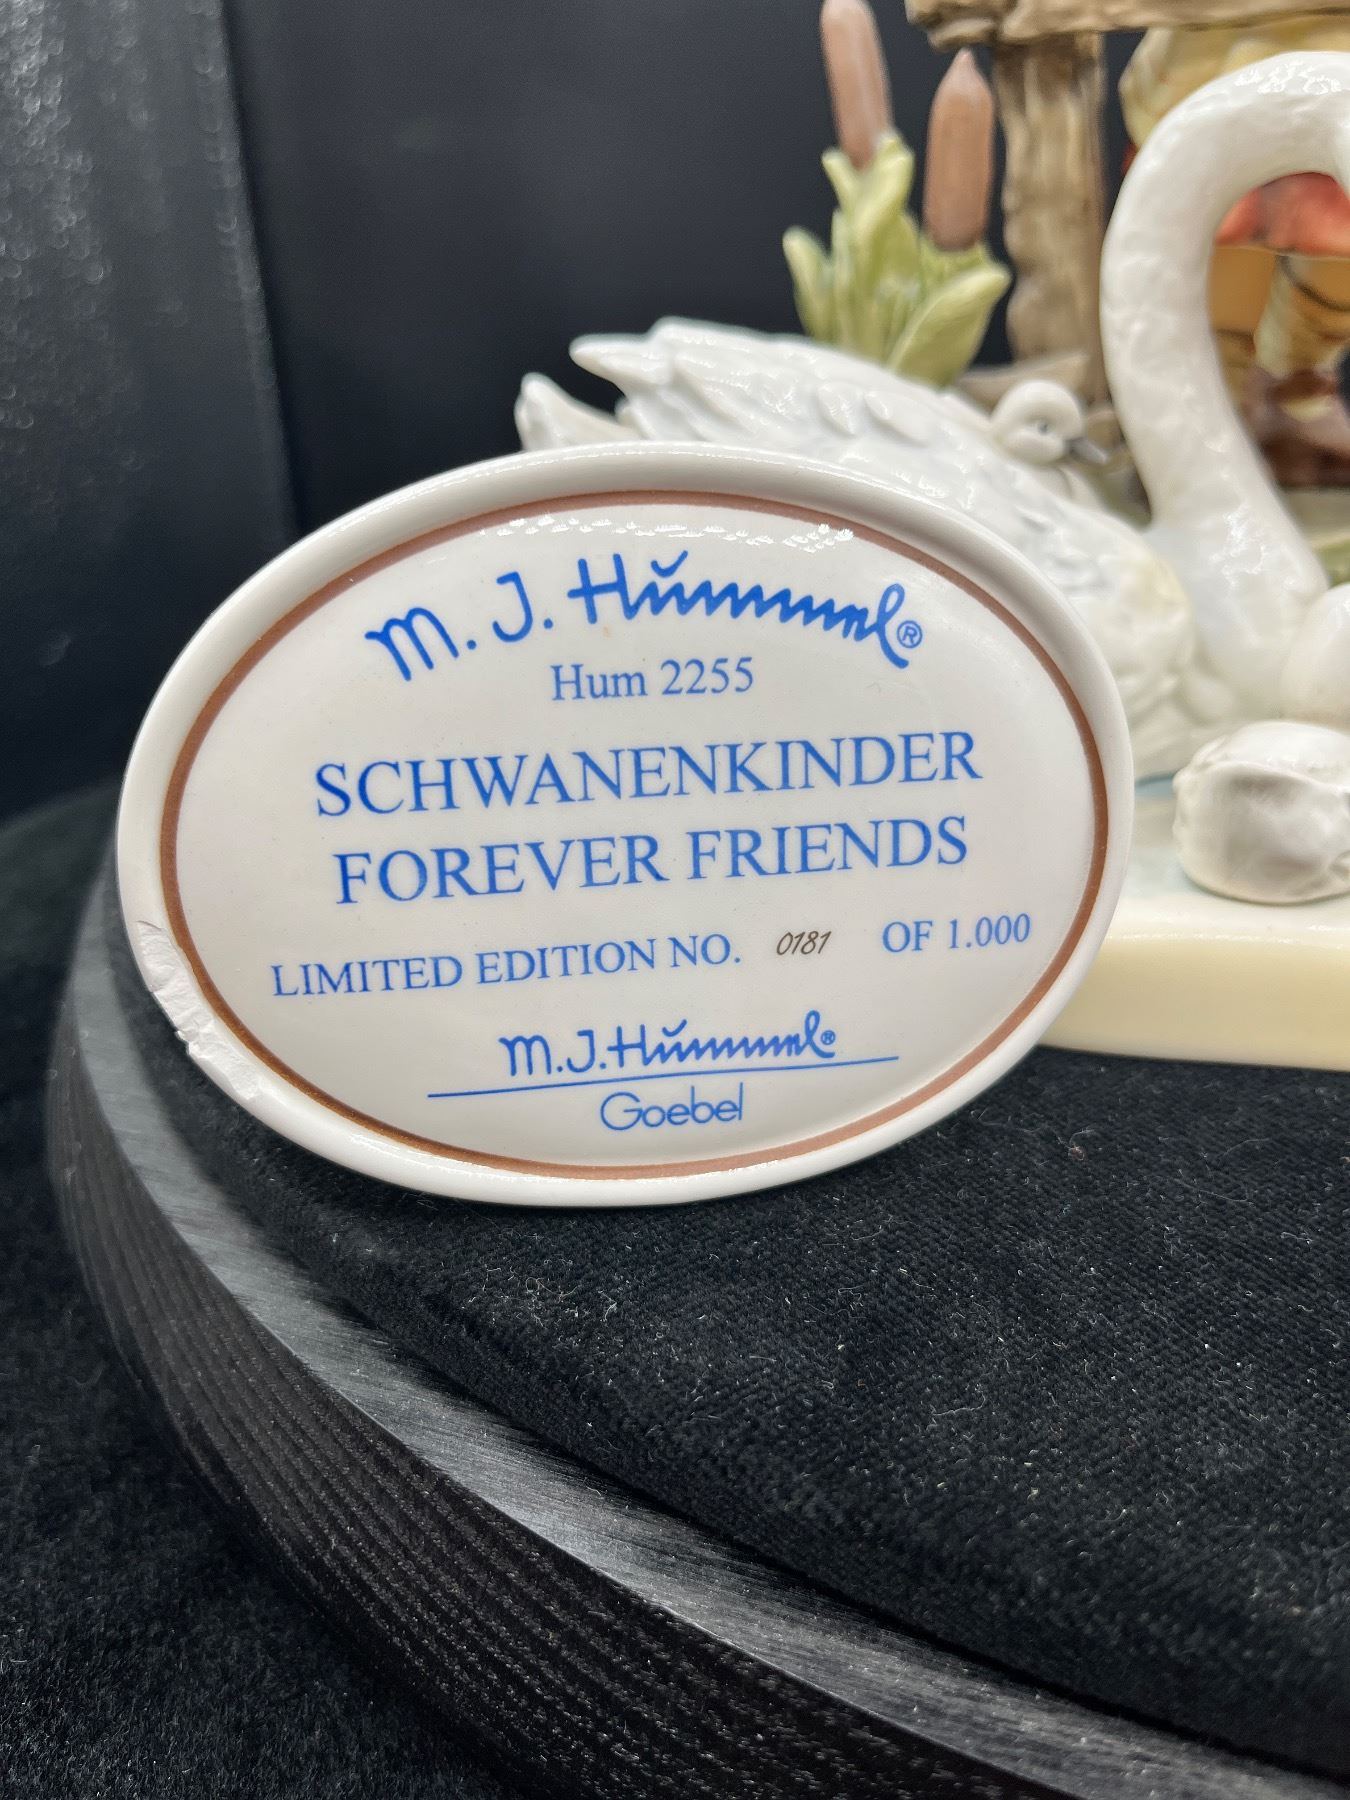 M. J. Hummel®
Hum 2255
SCHWANENKINDER
FOREVER FRIENDS
LIMITED EDITION NO. 0181 OF 1.000
M.J.Hummel®
Goebel